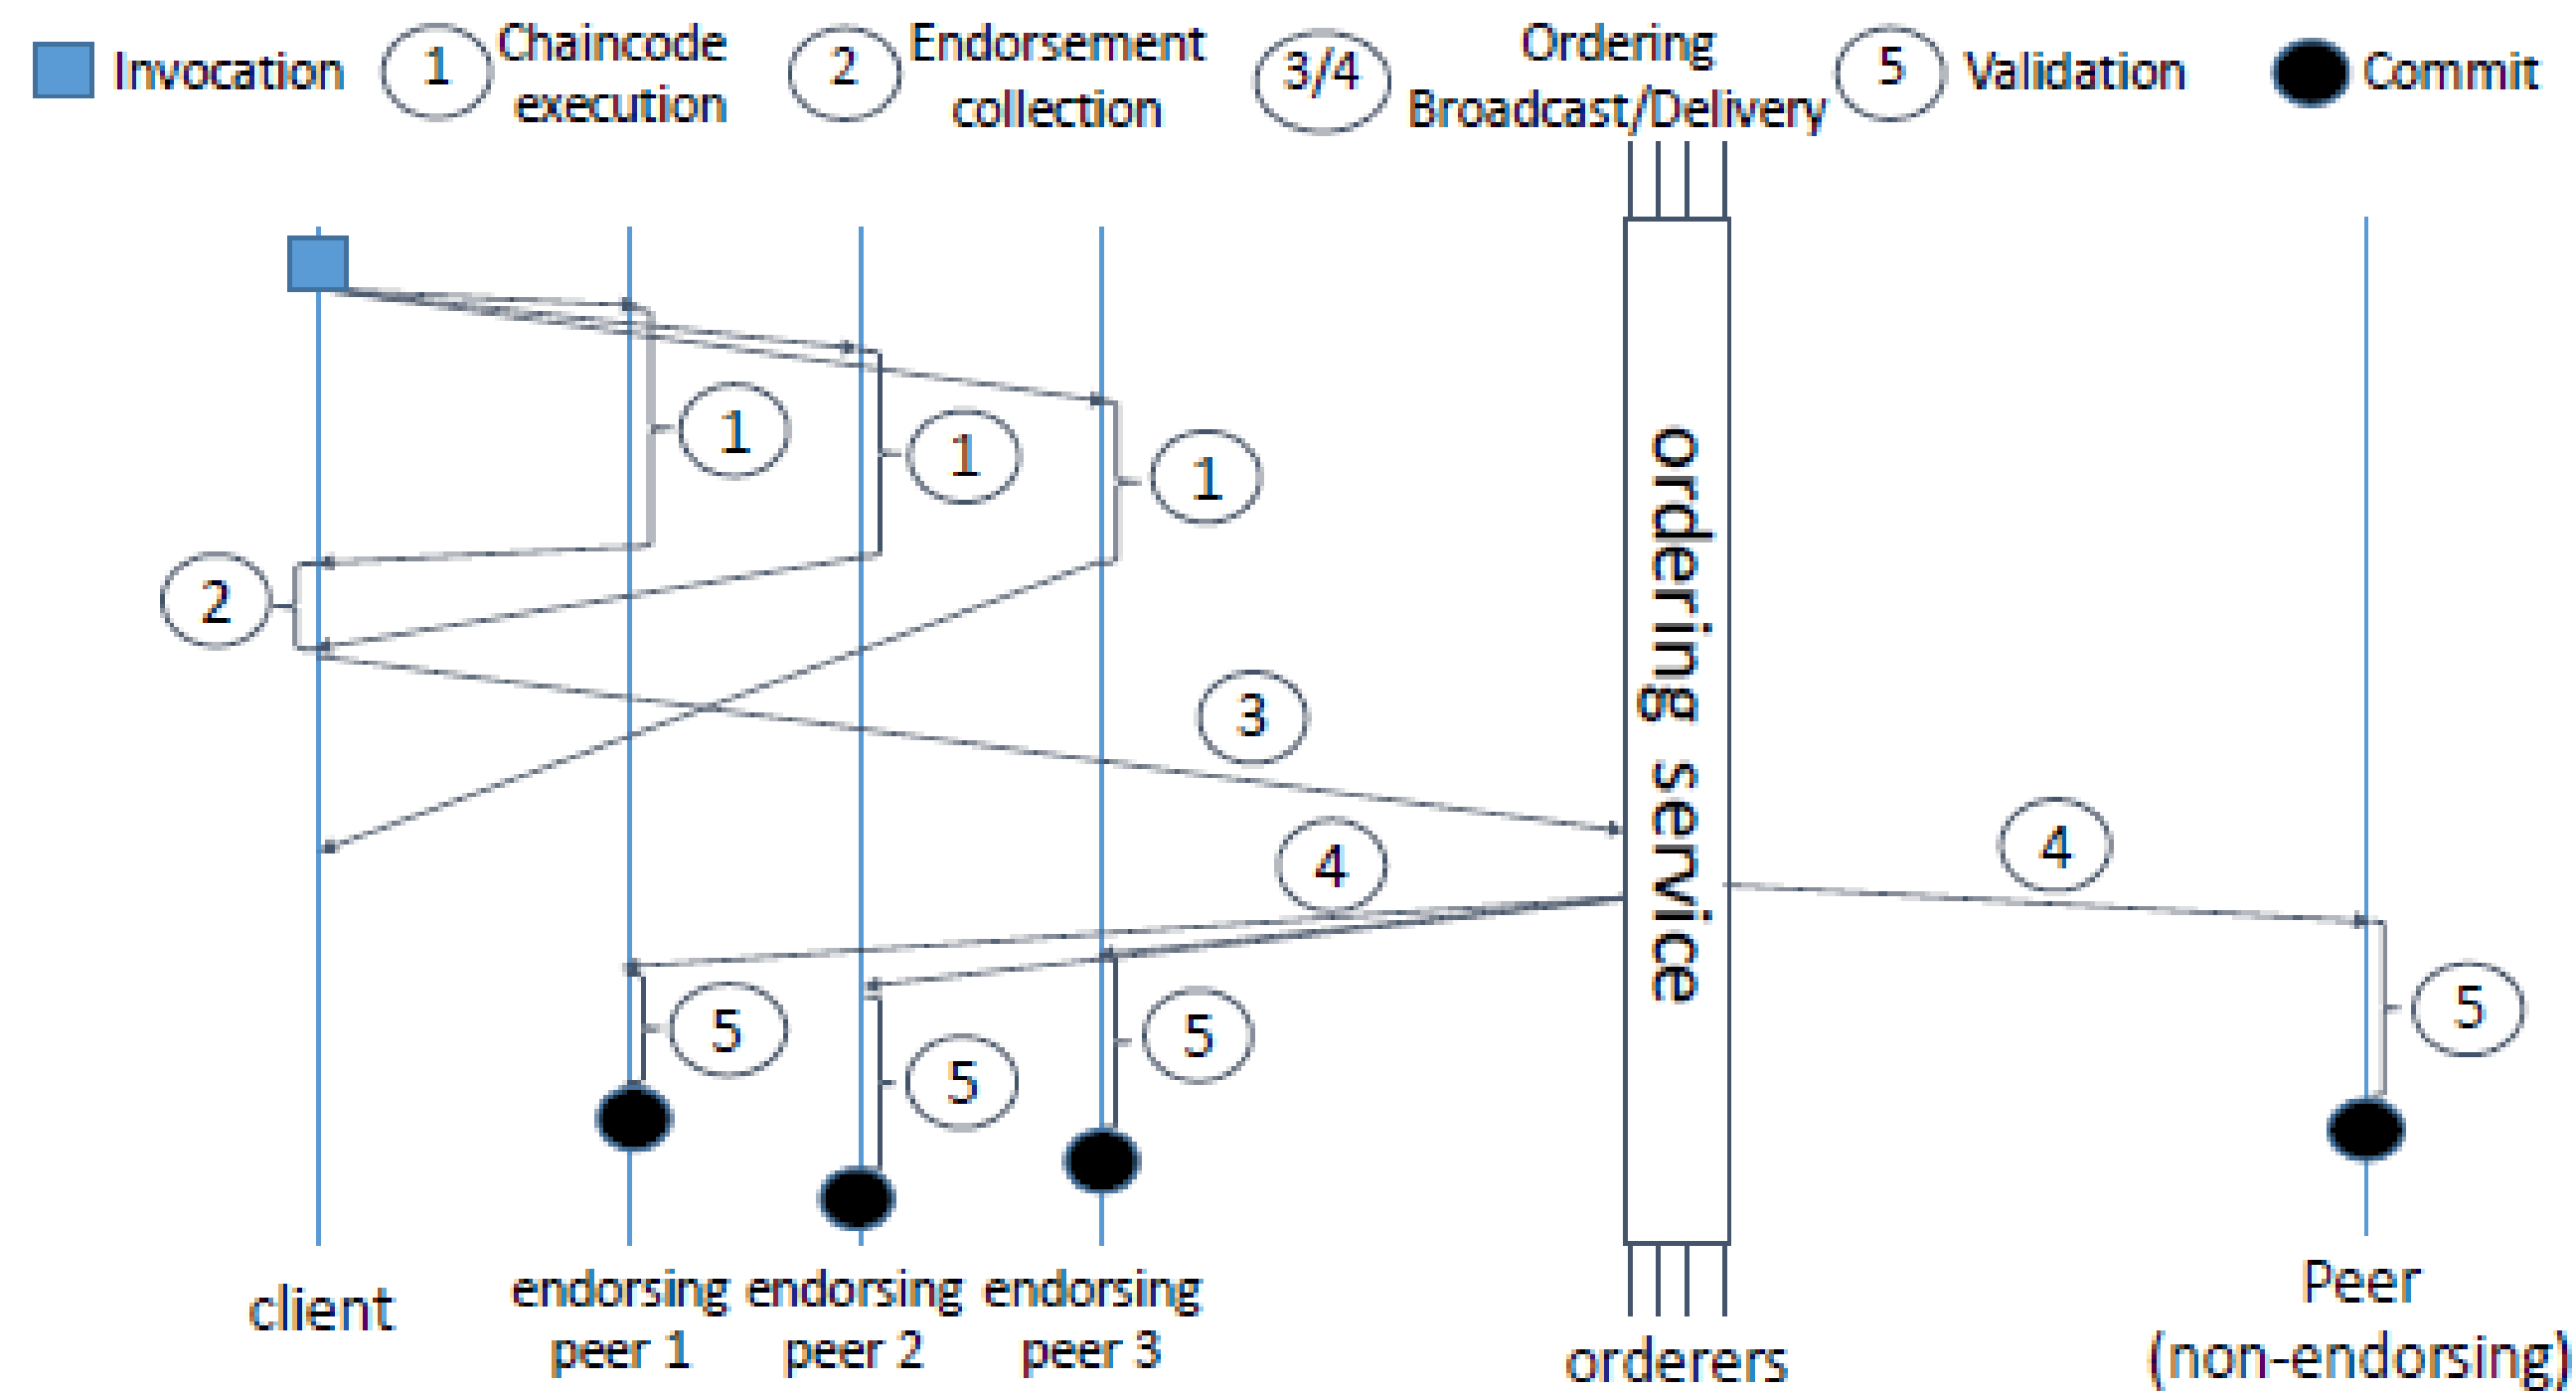 Invocation
1
Chaincode
execution
2
Endorsement
collection
3/4
Ordering
Broadcast/Delivery
5
Validation
Commit
1
1
1
2
3
4
4
5
5
5
5
ordering service
client
endorsing
peer 1
endorsing
peer 2
endorsing
peer 3
orderers
Peer
(non-endorsing)